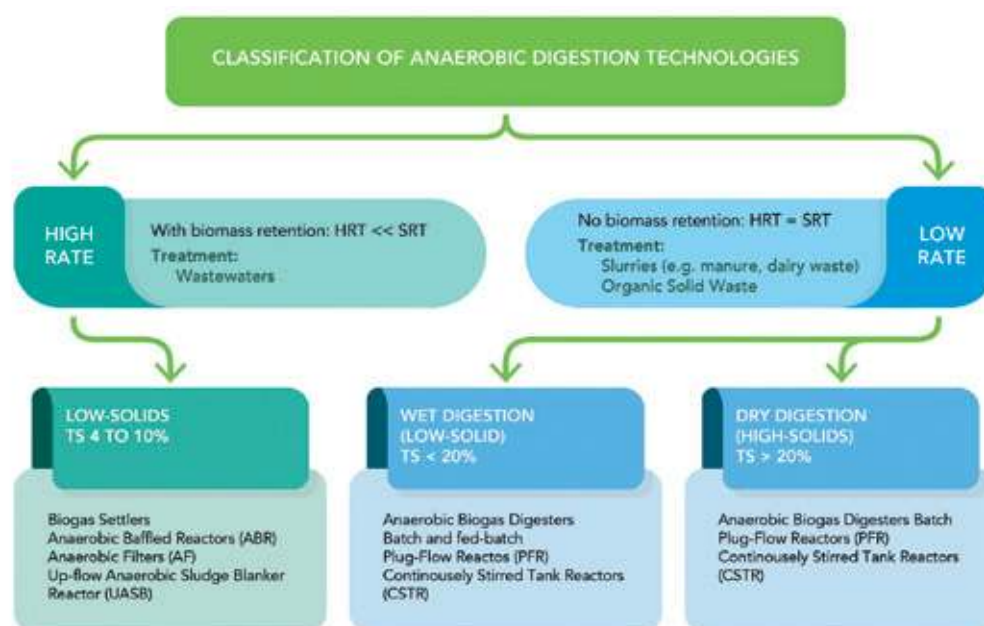 CLASSIFICATION OF ANAEROBIC DIGESTION TECHNOLOGIES
HIGH
RATE
With biomass retention: HRT << SRT
Treatment:
Wastewaters
No biomass retention: HRT = SRT
Treatment:
Slurries (e.g. manure, dairy waste)
Organic Solid Waste
LOW
RATE
LOW-SOLIDS
TS 4 TO 10%
Biogas Settlers
Anaerobic Baffled Reactors (ABR)
Anaerobic Filters (AF)
Up-flow Anaerobic Sludge Blanker
Reactor (UASB)
WET DIGESTION
(LOW-SOLID)
TS < 20%
Anaerobic Biogas Digesters
Batch and fed-batch
Plug-Flow Reactos (PFR)
Continousely Stirred Tank Reactors
(CSTR)
DRY DIGESTION
(HIGH-SOLIDS)
TS > 20%
Anaerobic Biogas Digesters Batch
Plug-Flow Reactors (PFR)
Continousely Stirred Tank Reactors
(CSTR)